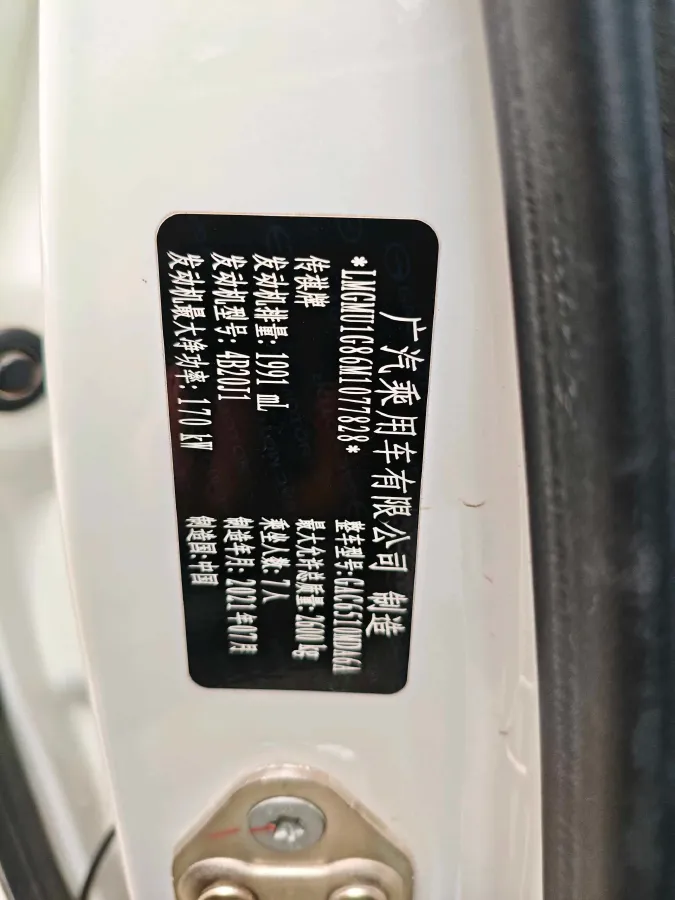 广汽乘用车有限公司 制造
*LMGMU1G86M1077828*
整车型号:GAC6510MDA6A
传祺牌
最大允许总质量:2600 kg
发动机排量:1991 mL
乘坐人数:7人
发动机型号:4B20J1
制造年月:2021年07月
发动机最大净功率:170 kW
制造国:中国